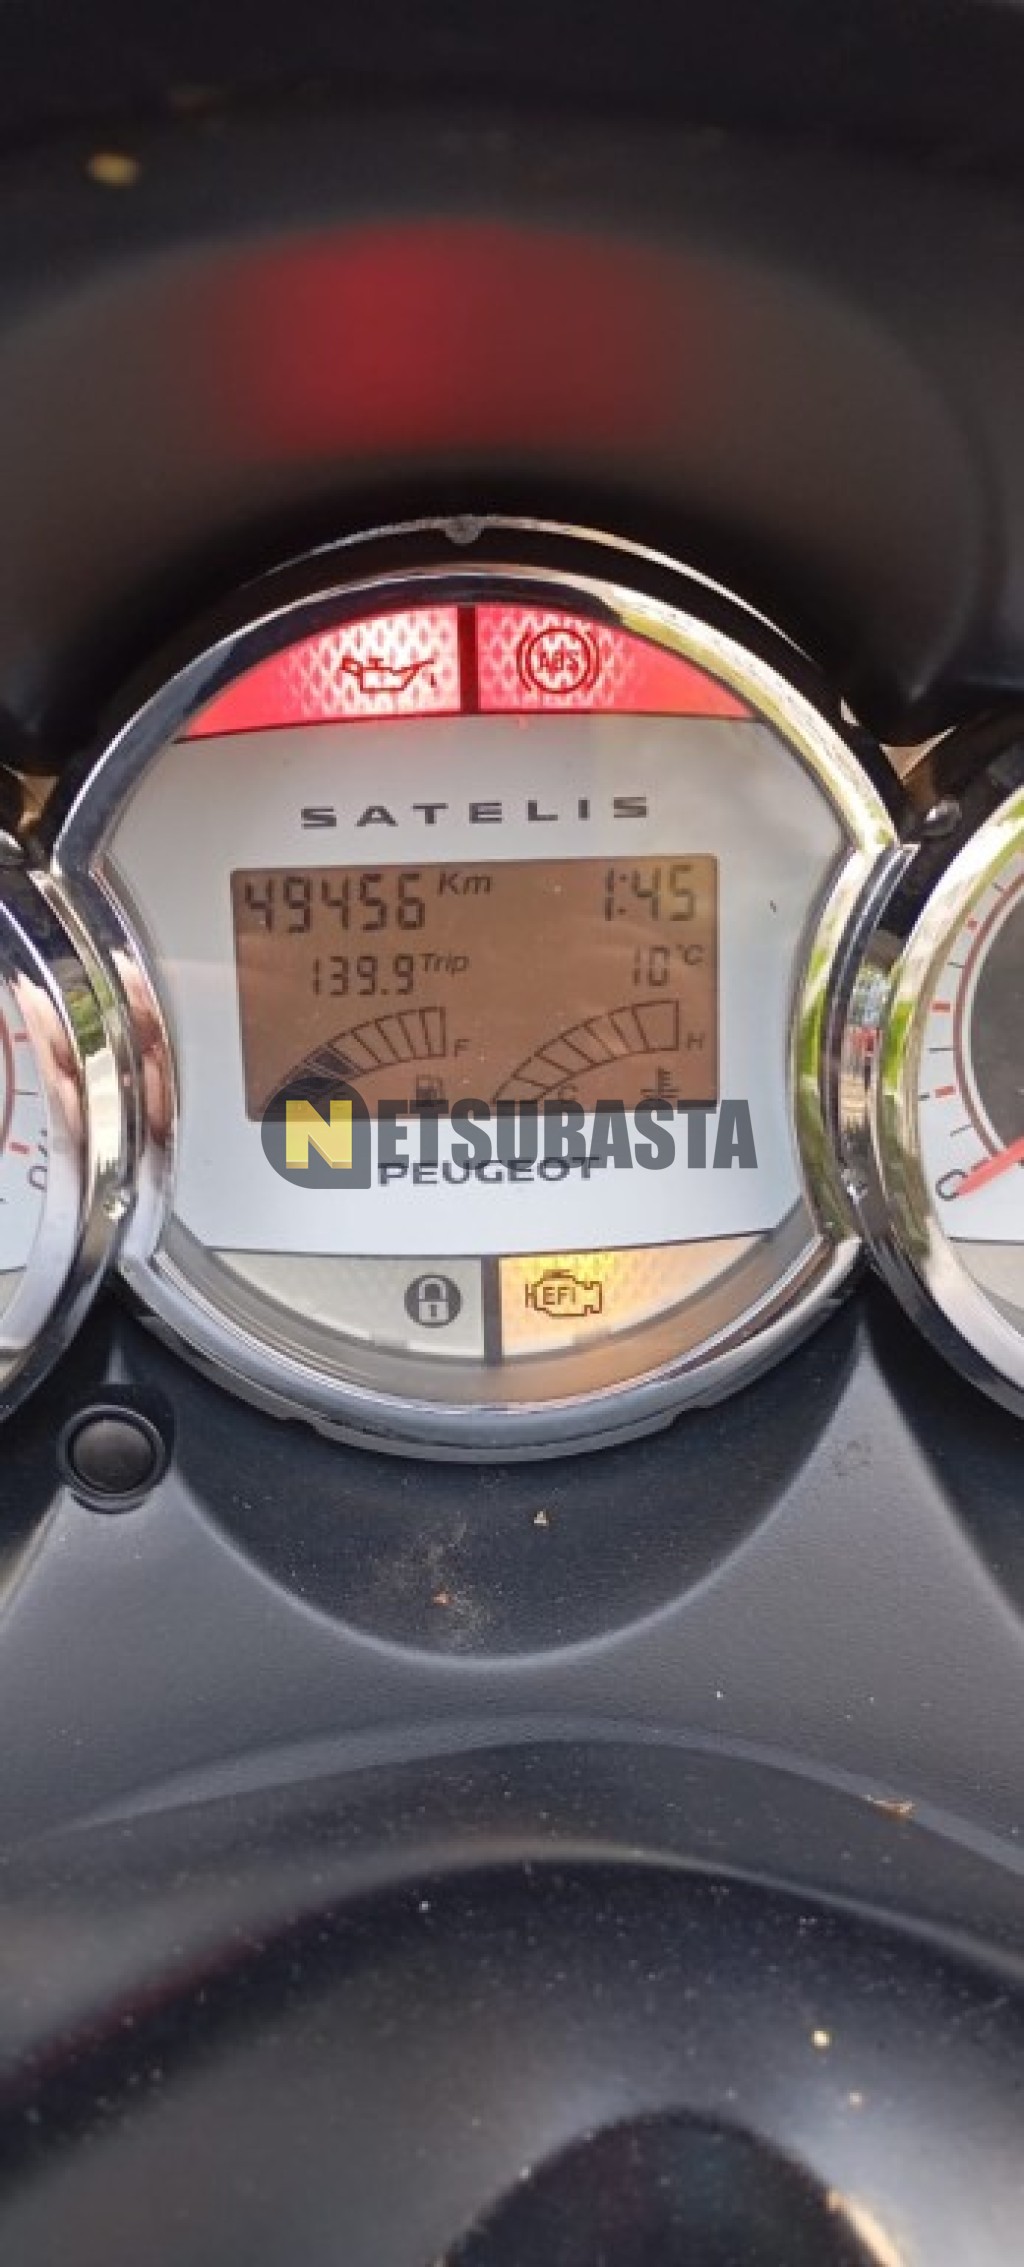 ABS
SATELIS
49456 Km 1:45
139.9 Trip 10 °C
F H
C
NETSUBASTA
PEUGEOT
EFI